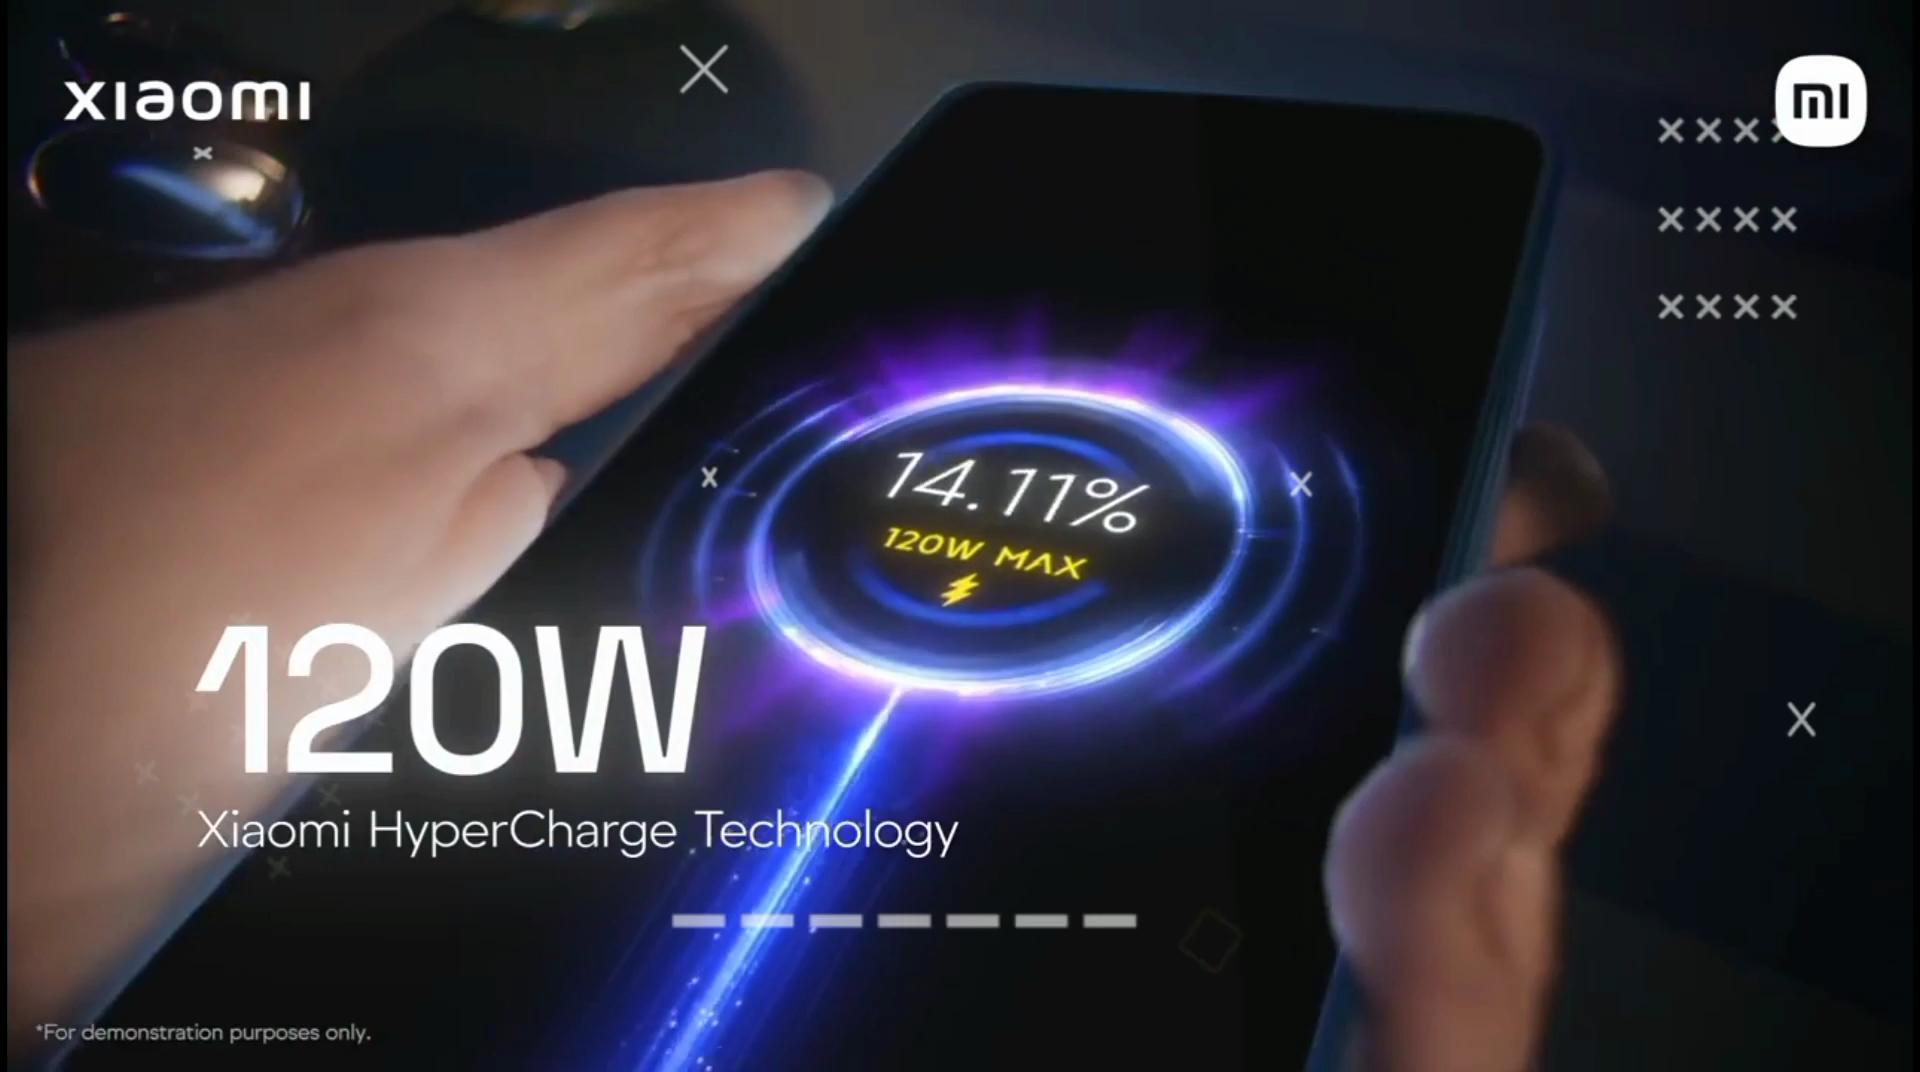 xiaomi
mi
14.11%
120W MAX
120W
Xiaomi HyperCharge Technology
*For demonstration purposes only.